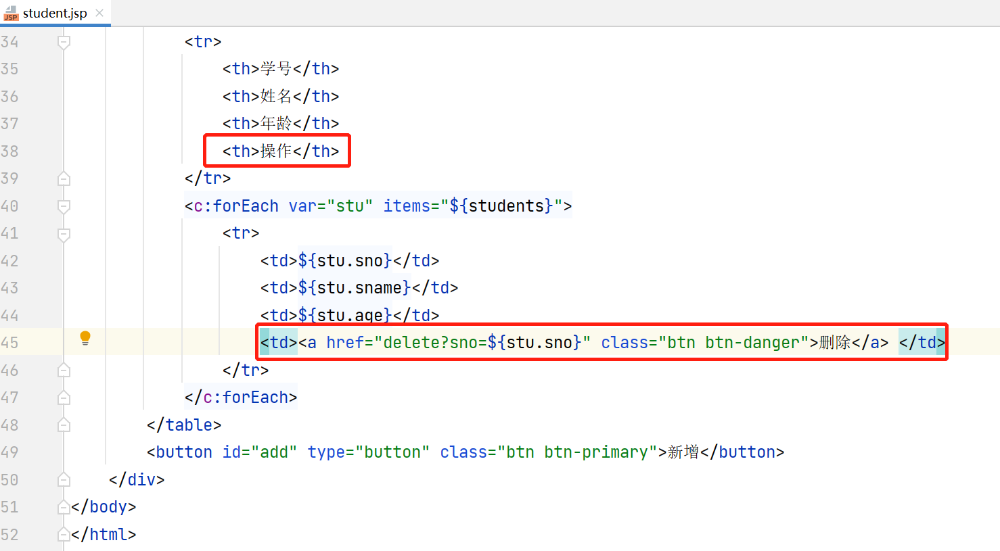 JSP student.jsp ×
34 <tr>
35 <th>学号</th>
36 <th>姓名</th>
37 <th>年龄</th>
38 <th>操作</th>
39 </tr>
40 <c:forEach var="stu" items="${students}">
41 <tr>
42 <td>${stu.sno}</td>
43 <td>${stu.sname}</td>
44 <td>${stu.age}</td>
45 <td><a href="delete?sno=${stu.sno}" class="btn btn-danger">删除</a> </td>
46 </tr>
47 </c:forEach>
48 </table>
49 <button id="add" type="button" class="btn btn-primary">新增</button>
50 </div>
51 </body>
52 </html>